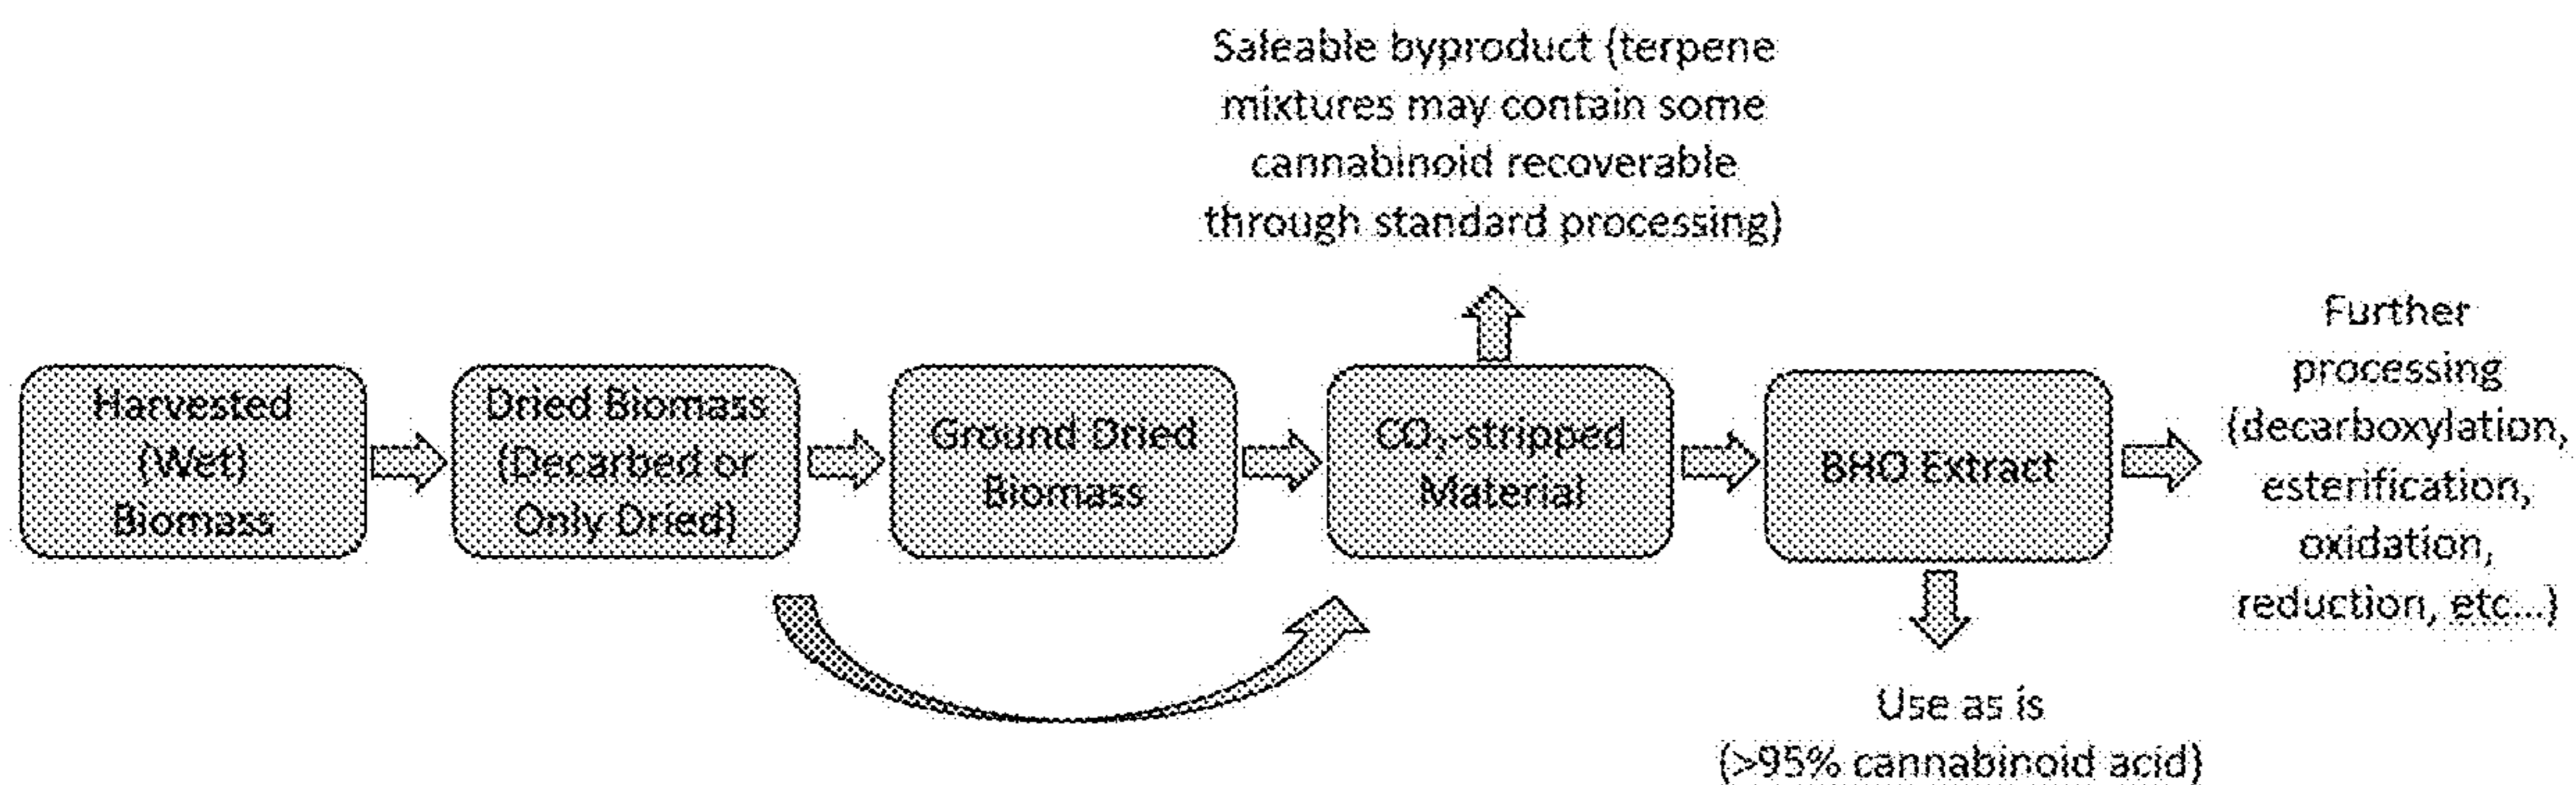 Saleable byproduct (terpene
mixtures may contain some
cannabinoid recoverable
through standard processing)
Harvested
(Wet)
Biomass
Dried Biomass
(Decarbed or
Only Dried)
Ground Dried
Biomass
CO₂-stripped
Material
BHO Extract
Further
processing
(decarboxylation,
esterification,
oxidation,
reduction, etc...)
Use as is
(>95% cannabinoid acid)